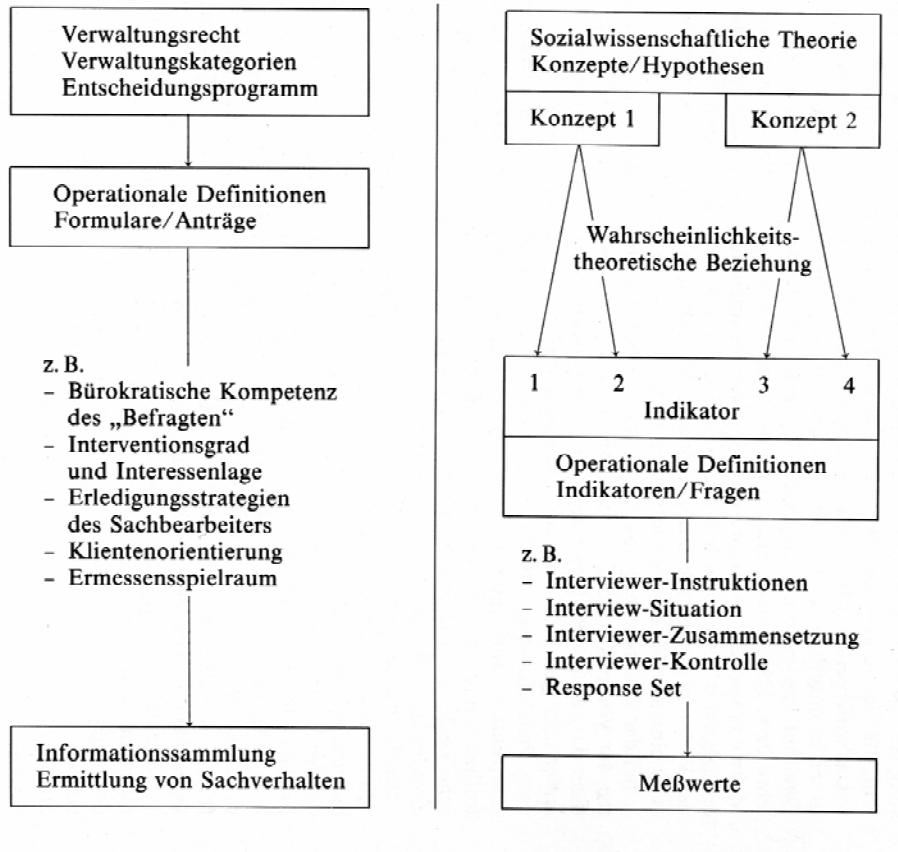 Verwaltungsrecht
Verwaltungskategorien
Entscheidungsprogramm
Operationale Definitionen
Formulare/Anträge
z. B.
– Bürokratische Kompetenz
des „Befragten“
– Interventionsgrad
und Interessenlage
– Erledigungsstrategien
des Sachbearbeiters
– Klientenorientierung
– Ermessensspielraum
Informationssammlung
Ermittlung von Sachverhalten
Sozialwissenschaftliche Theorie
Konzepte/Hypothesen
Konzept 1
Konzept 2
Wahrscheinlichkeits-
theoretische Beziehung
1 2 3 4
Indikator
Operationale Definitionen
Indikatoren/Fragen
z. B.
– Interviewer-Instruktionen
– Interview-Situation
– Interviewer-Zusammensetzung
– Interviewer-Kontrolle
– Response Set
Meßwerte